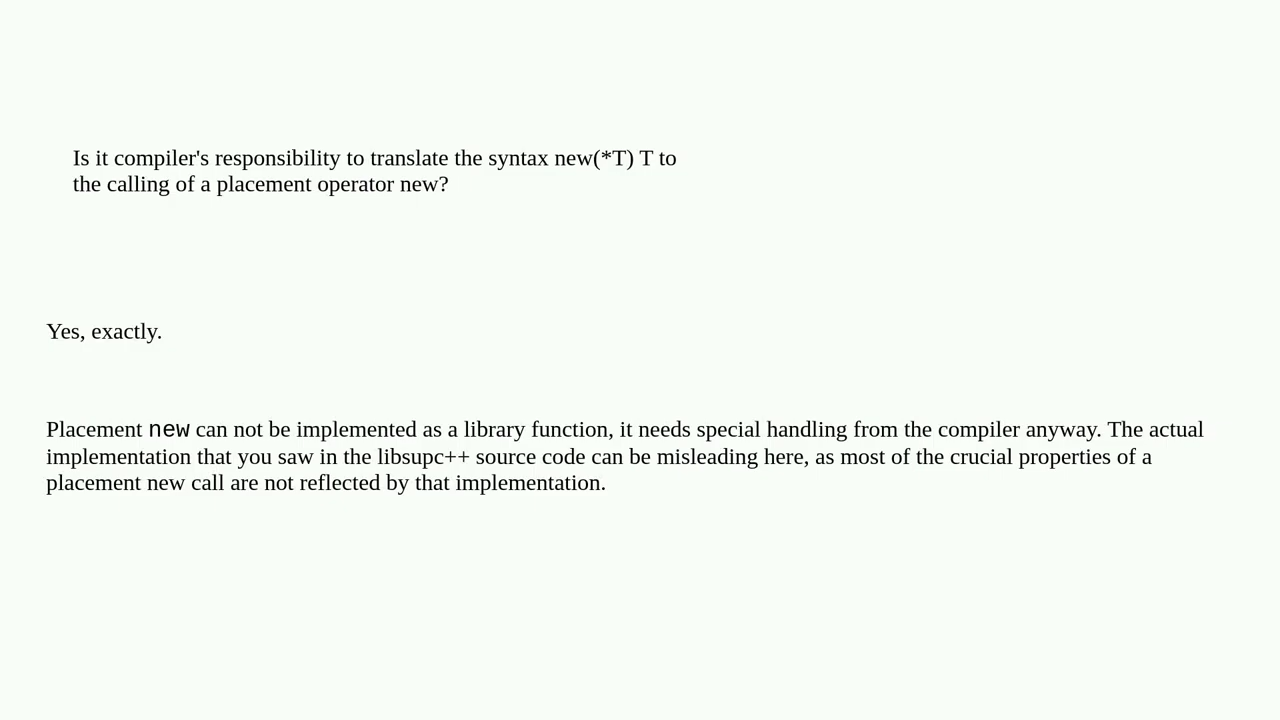 Is it compiler's responsibility to translate the syntax new(*T) T to
the calling of a placement operator new?
Yes, exactly.
Placement new can not be implemented as a library function, it needs special handling from the compiler anyway. The actual
implementation that you saw in the libsupc++ source code can be misleading here, as most of the crucial properties of a
placement new call are not reflected by that implementation.